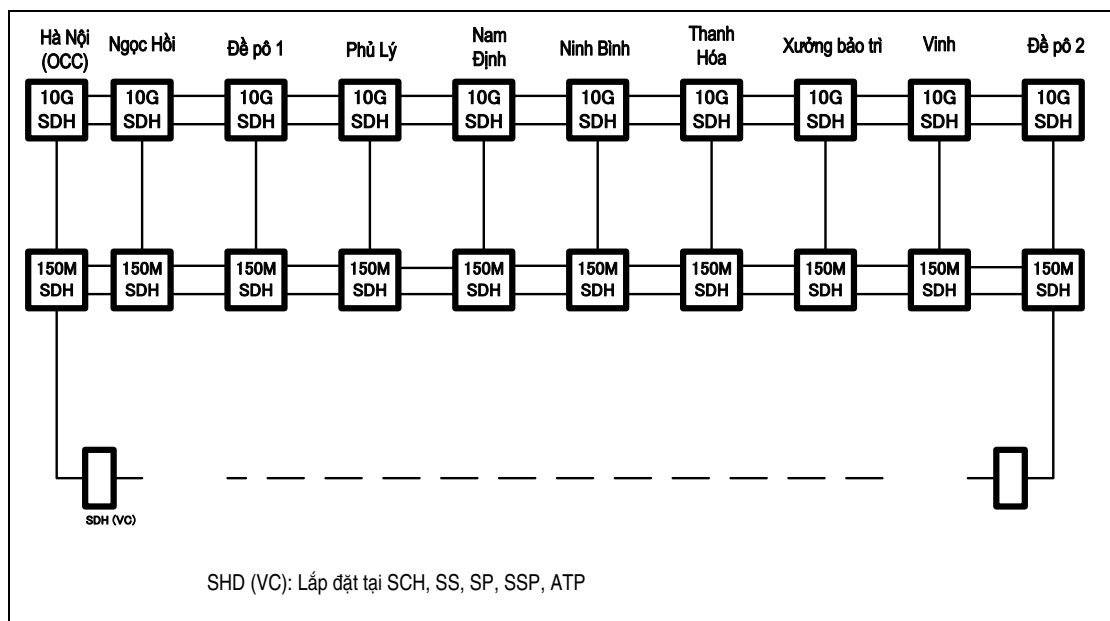 Hà Nội
(OCC)
Ngọc Hồi
Đề pô 1
Phủ Lý
Nam
Định
Ninh Bình
Thanh
Hóa
Xưởng bảo trì
Vinh
Đề pô 2
10G
SDH
10G
SDH
10G
SDH
10G
SDH
10G
SDH
10G
SDH
10G
SDH
10G
SDH
10G
SDH
10G
SDH
150M
SDH
150M
SDH
150M
SDH
150M
SDH
150M
SDH
150M
SDH
150M
SDH
150M
SDH
150M
SDH
150M
SDH
SDH (VC)
SHD (VC): Lắp đặt tại SCH, SS, SP, SSP, ATP